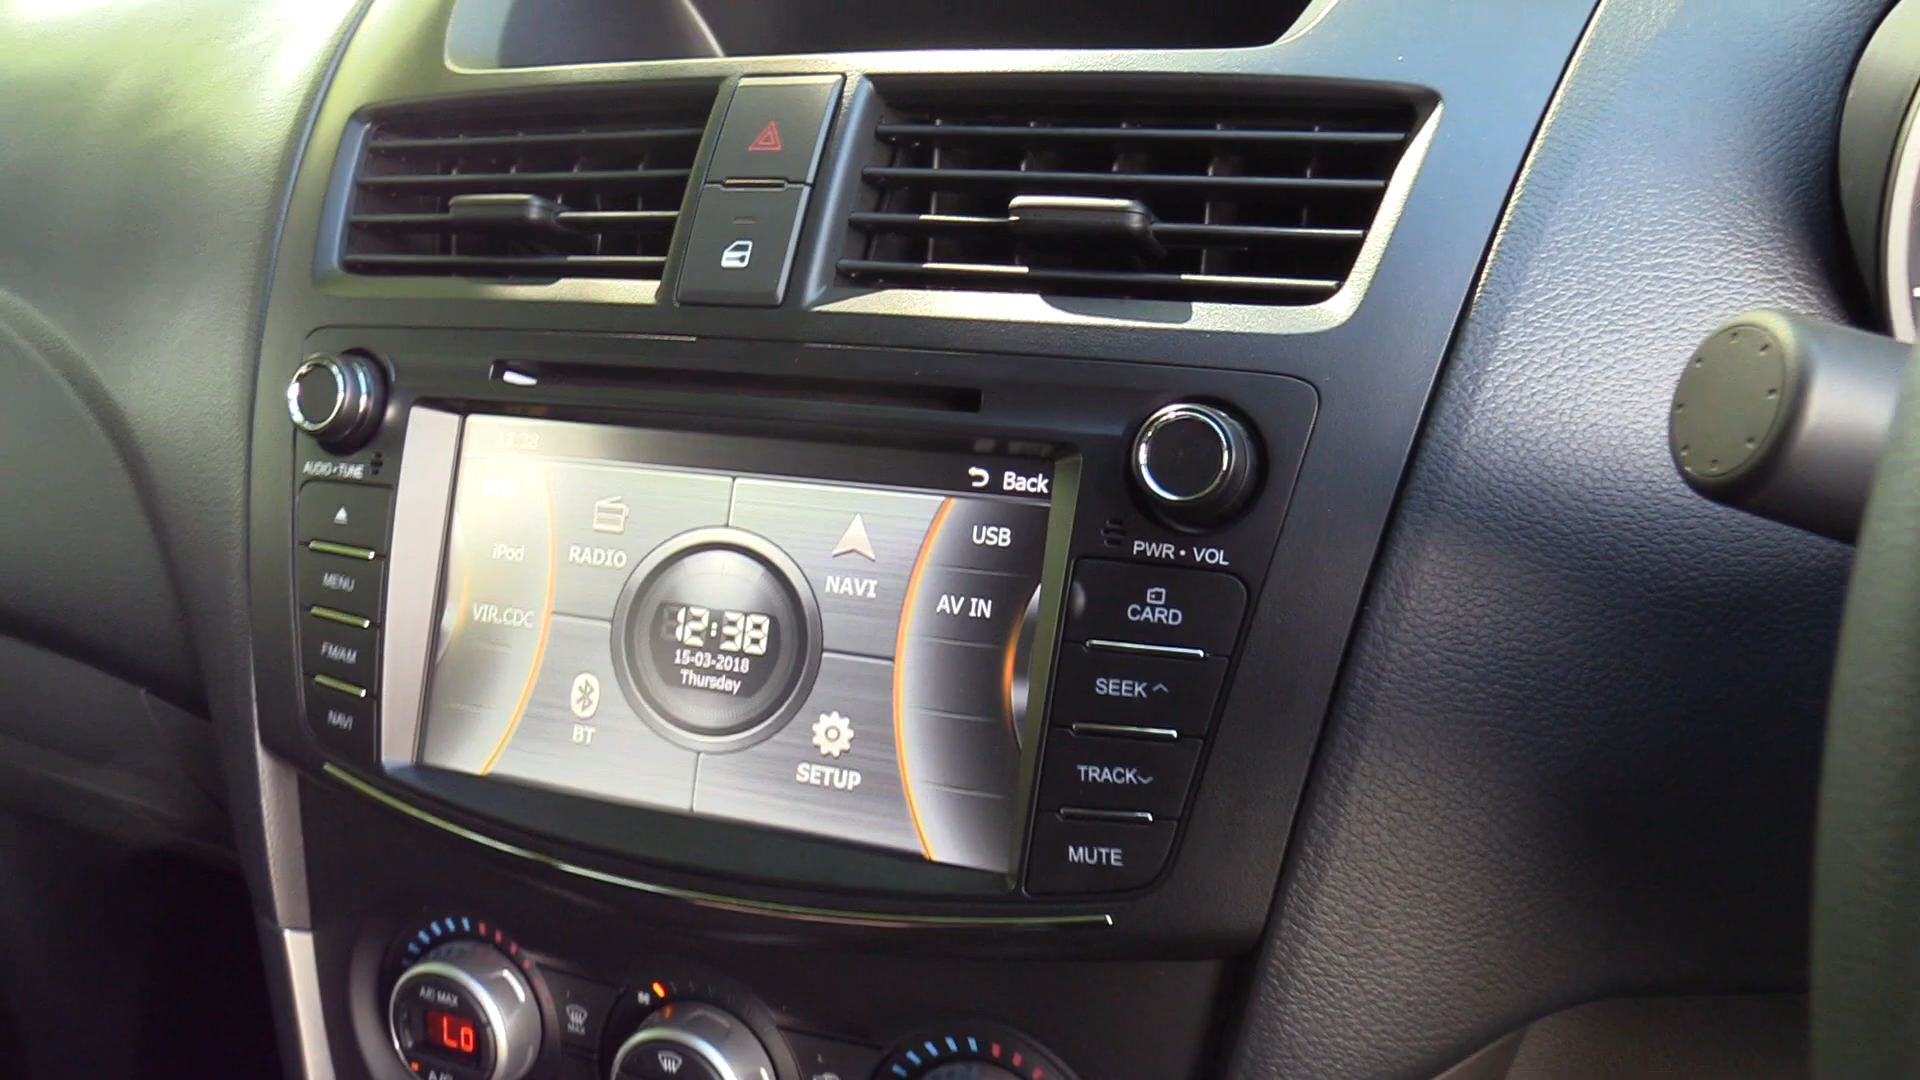 Back
USB
iPod
RADIO
NAVI
AV IN
VIR.CDC
12:38
15-03-2018
Thursday
BT
SETUP
AUDIO•TUNE
MENU
FM/AM
NAVI
PWR • VOL
CARD
SEEK
TRACK
MUTE
A/C MAX
Lo
A/C
MAX